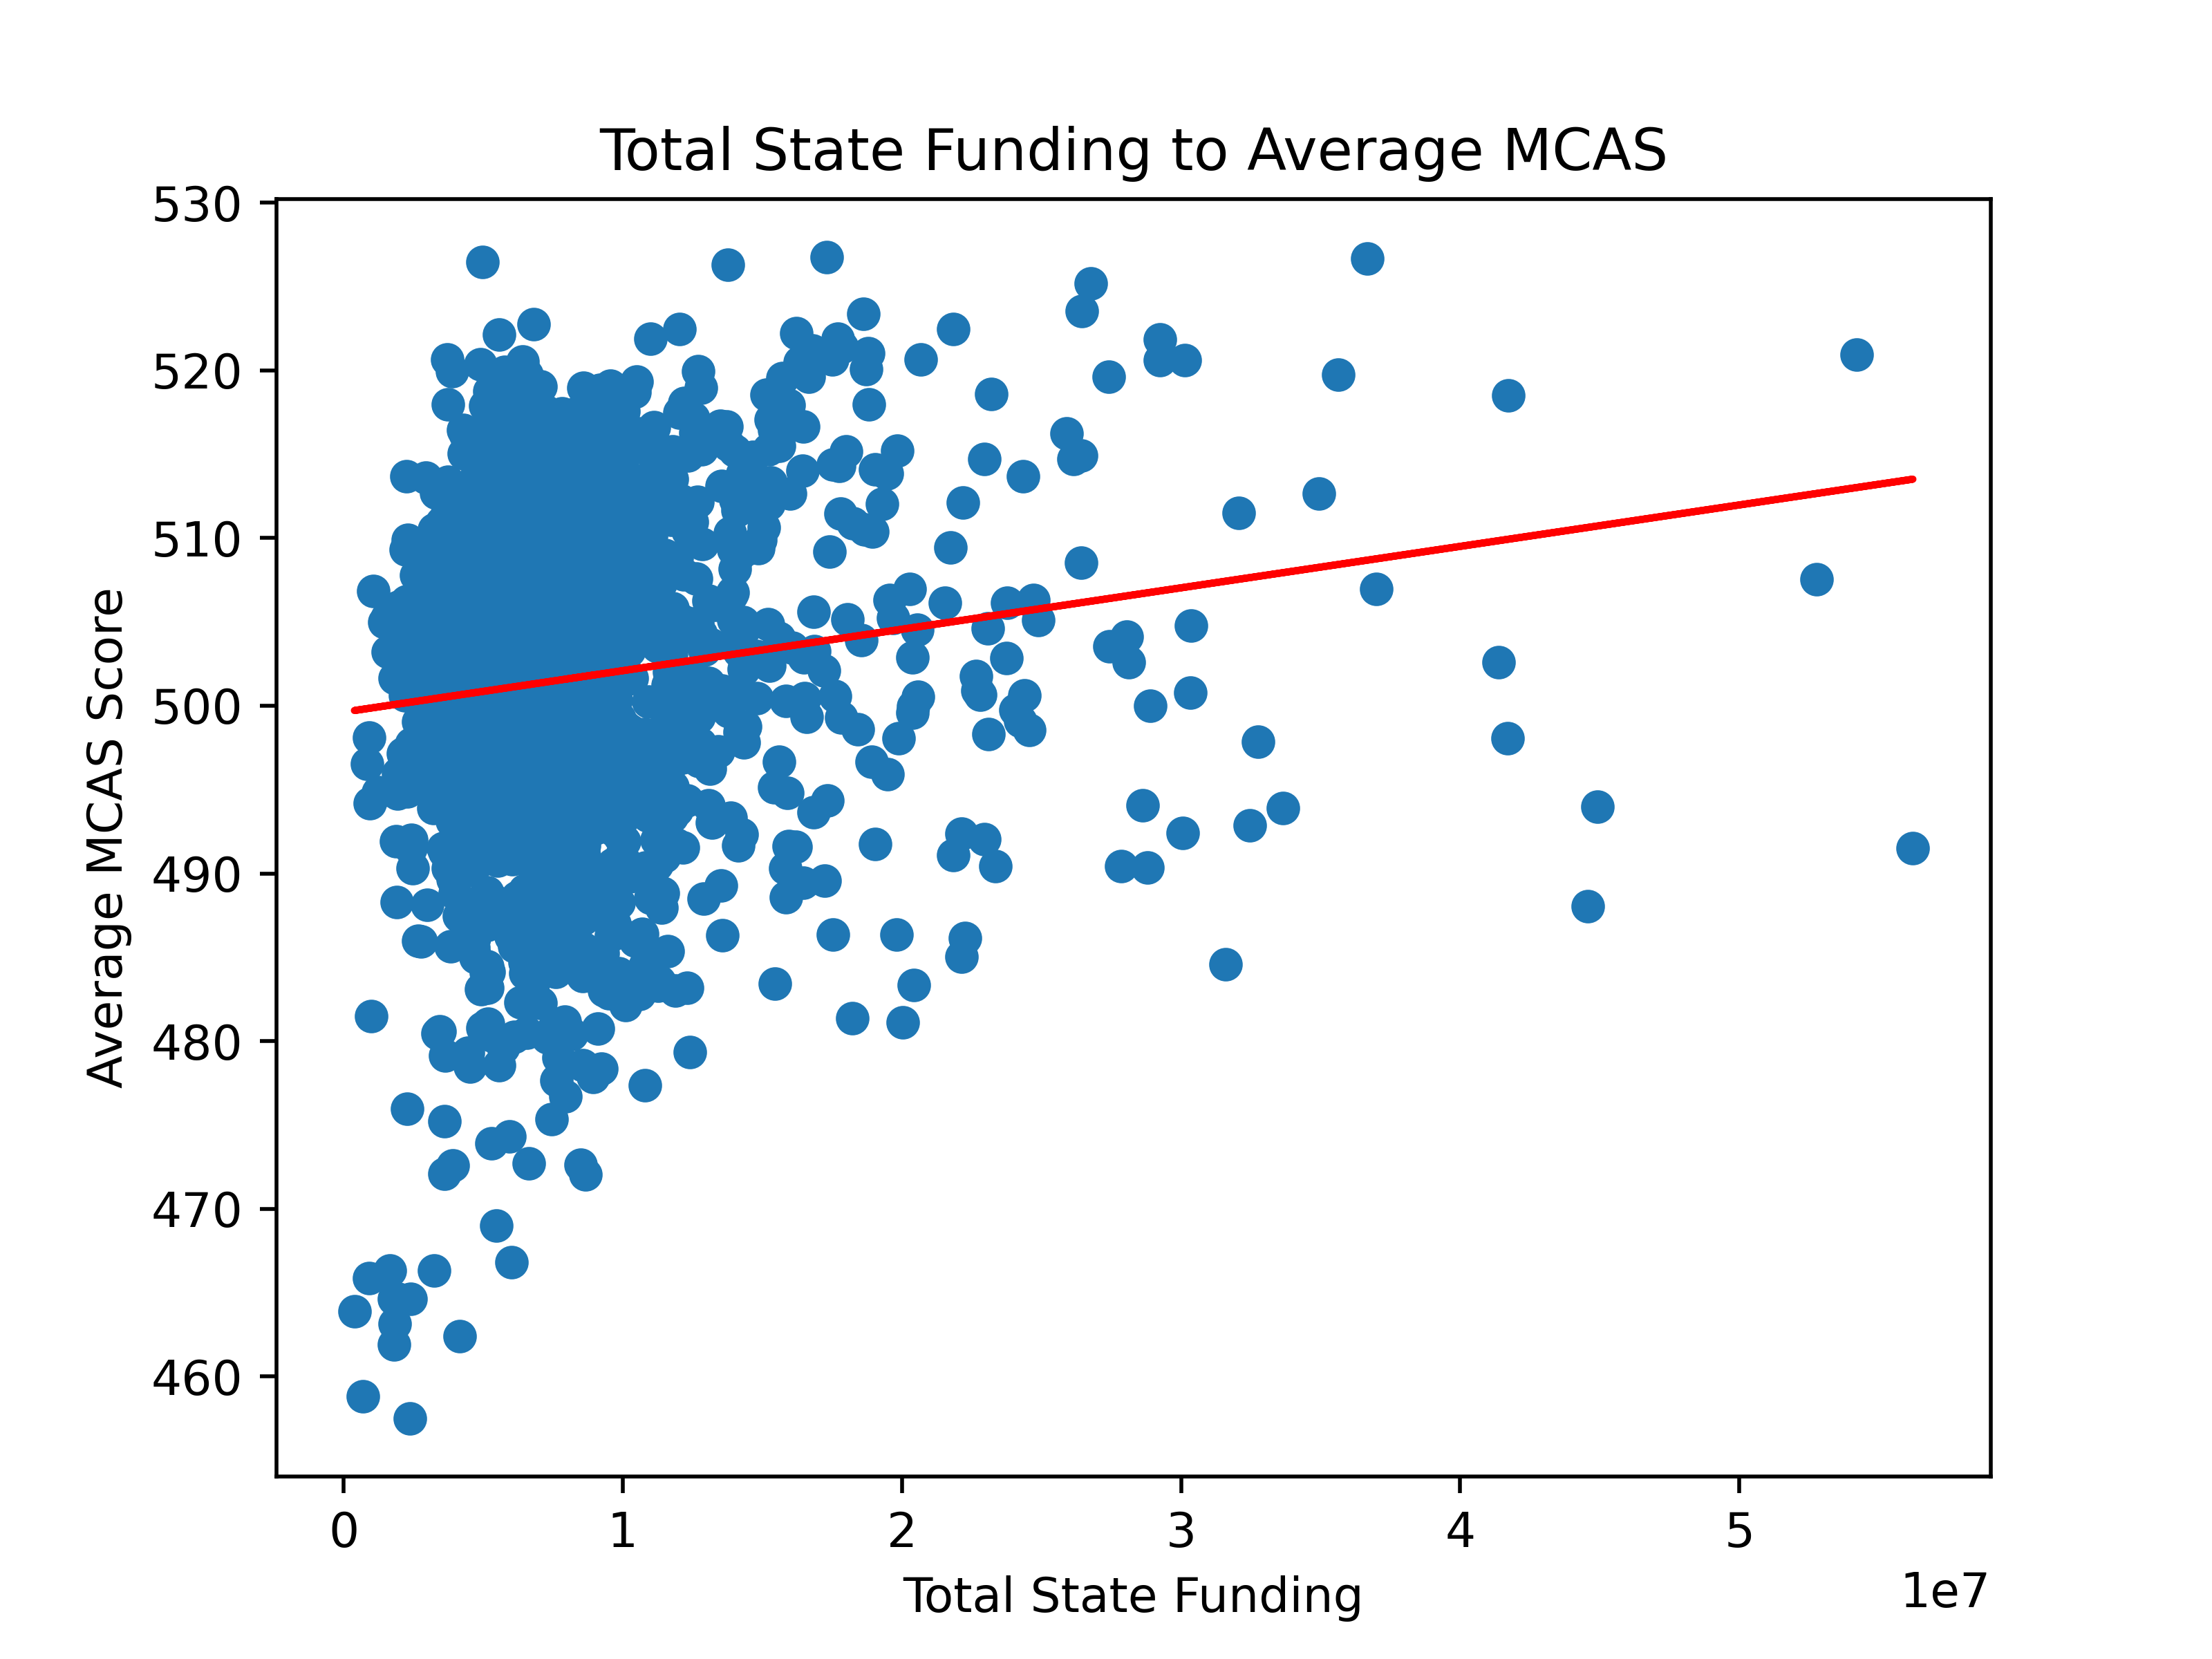 Total State Funding to Average MCAS
530
520
510
500
490
480
470
460
Average MCAS Score
0 1 2 3 4 5
1e7
Total State Funding